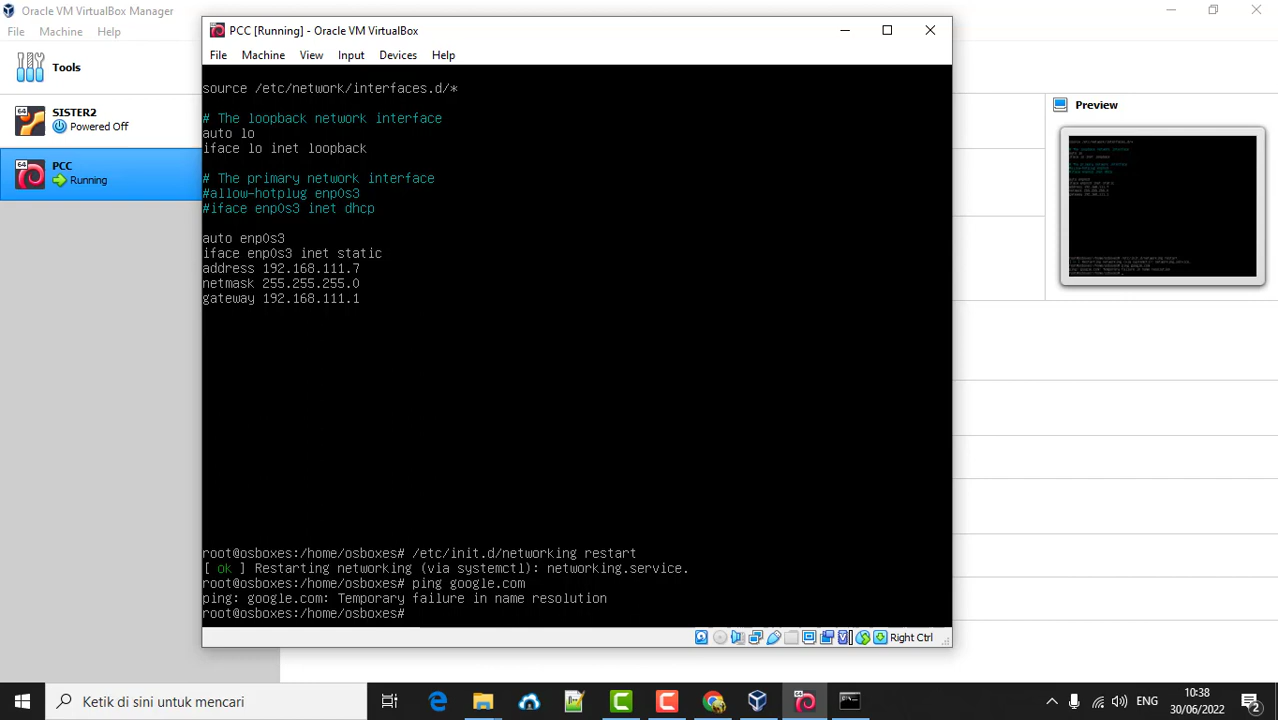 Oracle VM VirtualBox Manager
File Machine Help
Tools
SISTER2
Powered Off
PCC
Running
PCC [Running] - Oracle VM VirtualBox
File Machine View Input Devices Help
source /etc/network/interfaces.d/*
# The loopback network interface
auto lo
iface lo inet loopback
# The primary network interface
#allow-hotplug enp0s3
#iface enp0s3 inet dhcp
auto enp0s3
iface enp0s3 inet static
address 192.168.111.7
netmask 255.255.255.0
gateway 192.168.111.1
root@osboxes:/home/osboxes# /etc/init.d/networking restart
[ ok ] Restarting networking (via systemctl): networking.service.
root@osboxes:/home/osboxes# ping google.com
ping: google.com: Temporary failure in name resolution
root@osboxes:/home/osboxes#
Right Ctrl
Preview
Ketik di sini untuk mencari
ENG
10:38
30/06/2022
2